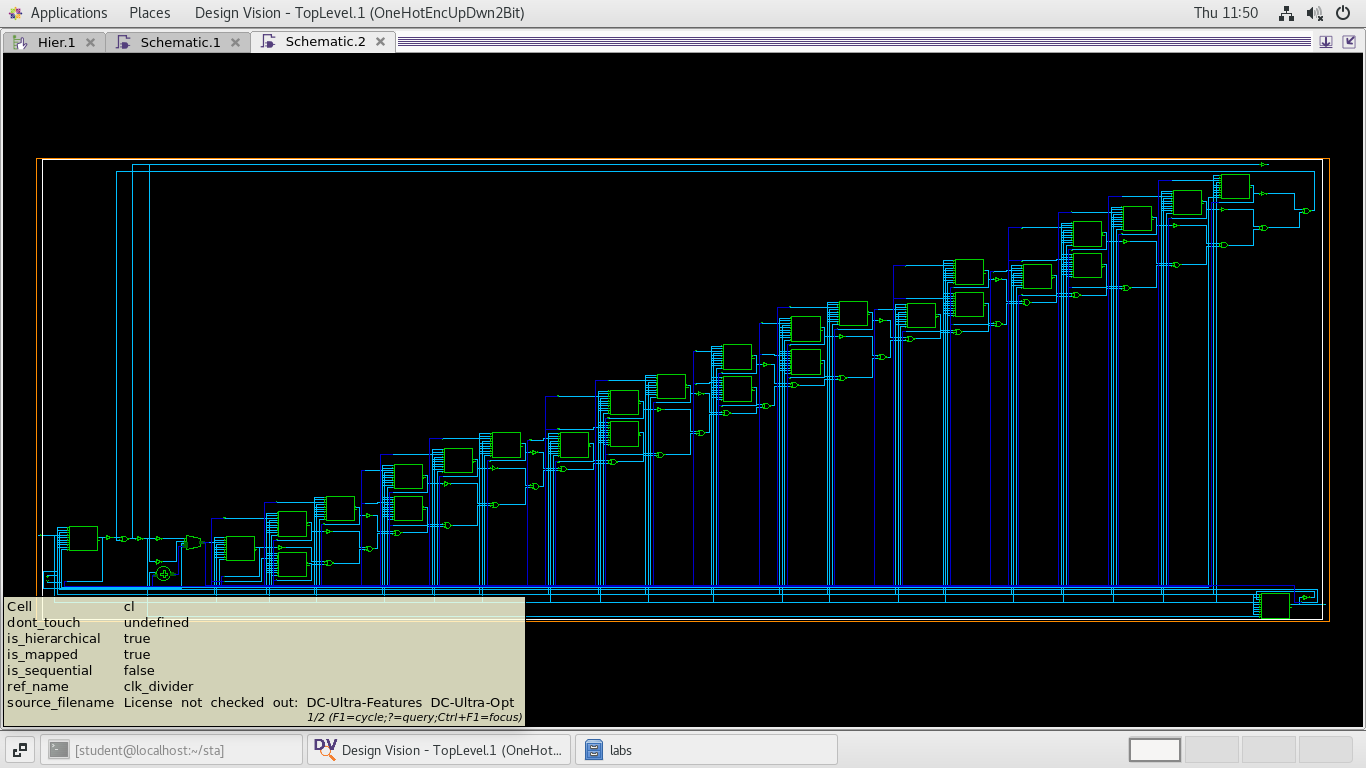 Applications Places Design Vision - TopLevel.1 (OneHotEncUpDwn2Bit) Thu 11:50
Hier.1 Schematic.1 Schematic.2
Cell cl
dont_touch undefined
is_hierarchical true
is_mapped true
is_sequential false
ref_name clk_divider
source_filename License not checked out: DC-Ultra-Features DC-Ultra-Opt
1/2 (F1=cycle;?=query;Ctrl+F1=focus)
[student@localhost:~/sta] DV Design Vision - TopLevel.1 (OneHot... labs